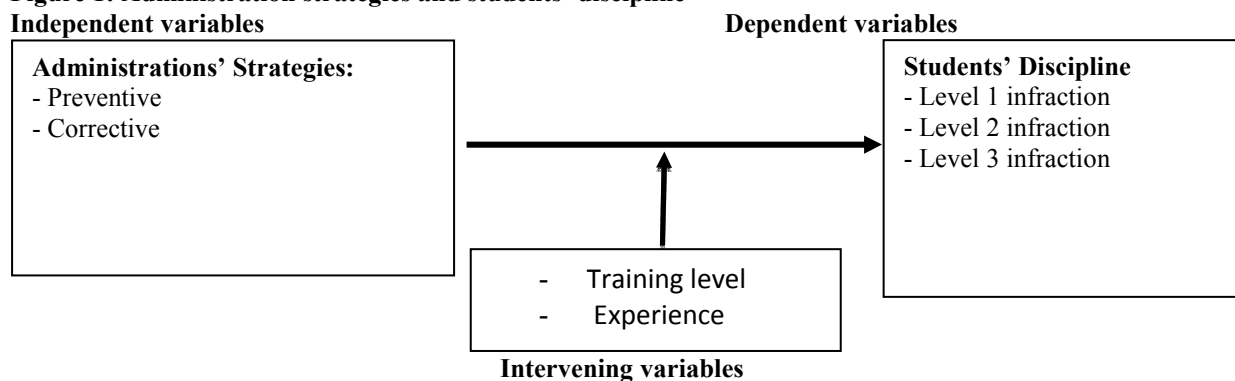 Independent variables Dependent variables
Administrations’ Strategies:
- Preventive
- Corrective
Students’ Discipline
- Level 1 infraction
- Level 2 infraction
- Level 3 infraction
- Training level
- Experience
Intervening variables